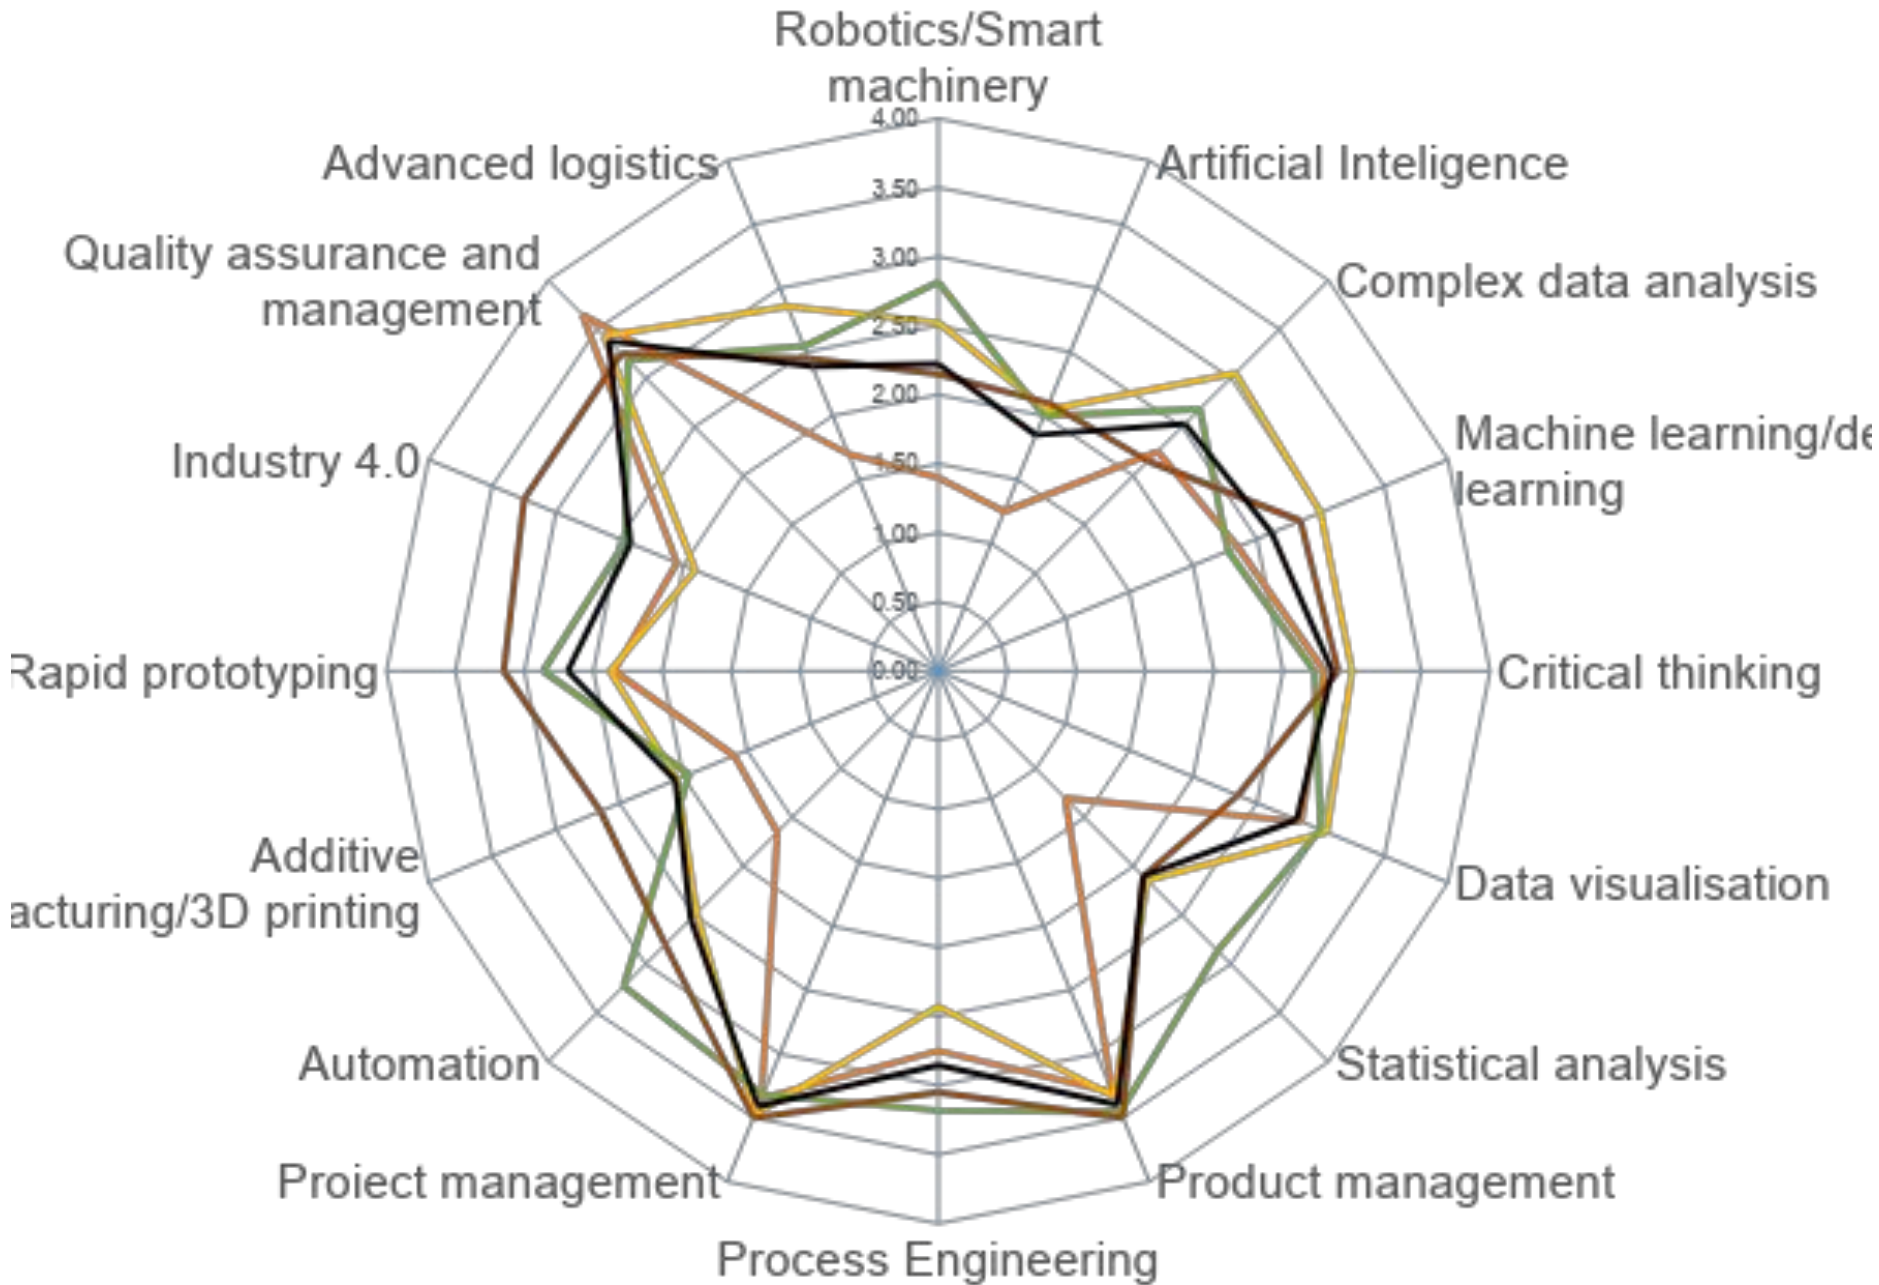 Robotics/Smart
machinery
Artificial Inteligence
Complex data analysis
Machine learning/de
learning
Critical thinking
Data visualisation
Statistical analysis
Product management
Process Engineering
Proiect management
Automation
Additive
acturing/3D printing
Rapid prototyping
Industry 4.0
Quality assurance and
management
Advanced logistics
4.00
3.50
3.00
2.50
2.00
1.50
1.00
0.50
0.00